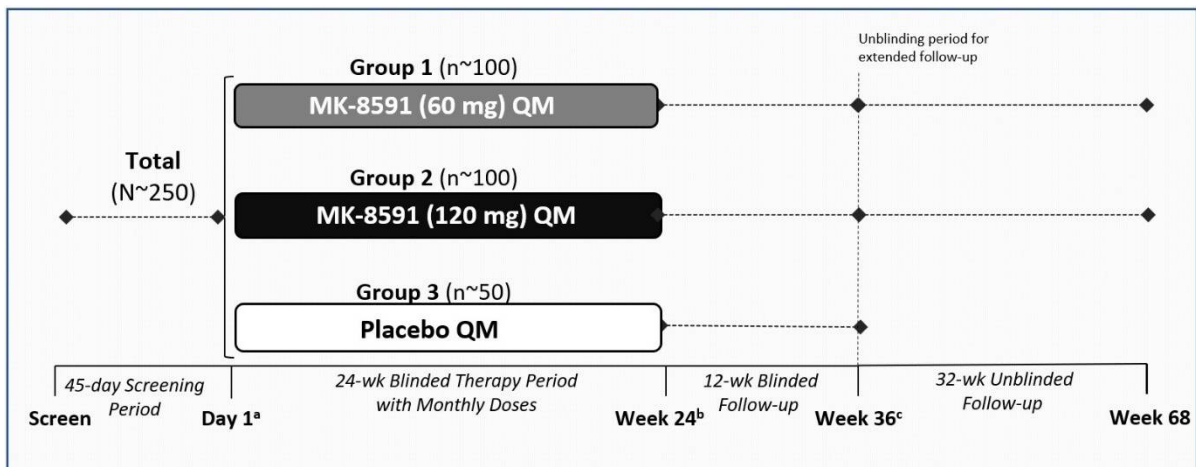 Unblinding period for
extended follow-up
Group 1 (n~100)
MK-8591 (60 mg) QM
Total
(N~250)
Group 2 (n~100)
MK-8591 (120 mg) QM
Group 3 (n~50)
Placebo QM
45-day Screening
Period
24-wk Blinded Therapy Period
with Monthly Doses
12-wk Blinded
Follow-up
32-wk Unblinded
Follow-up
Screen
Day 1ᵃ
Week 24ᵇ
Week 36ᶜ
Week 68